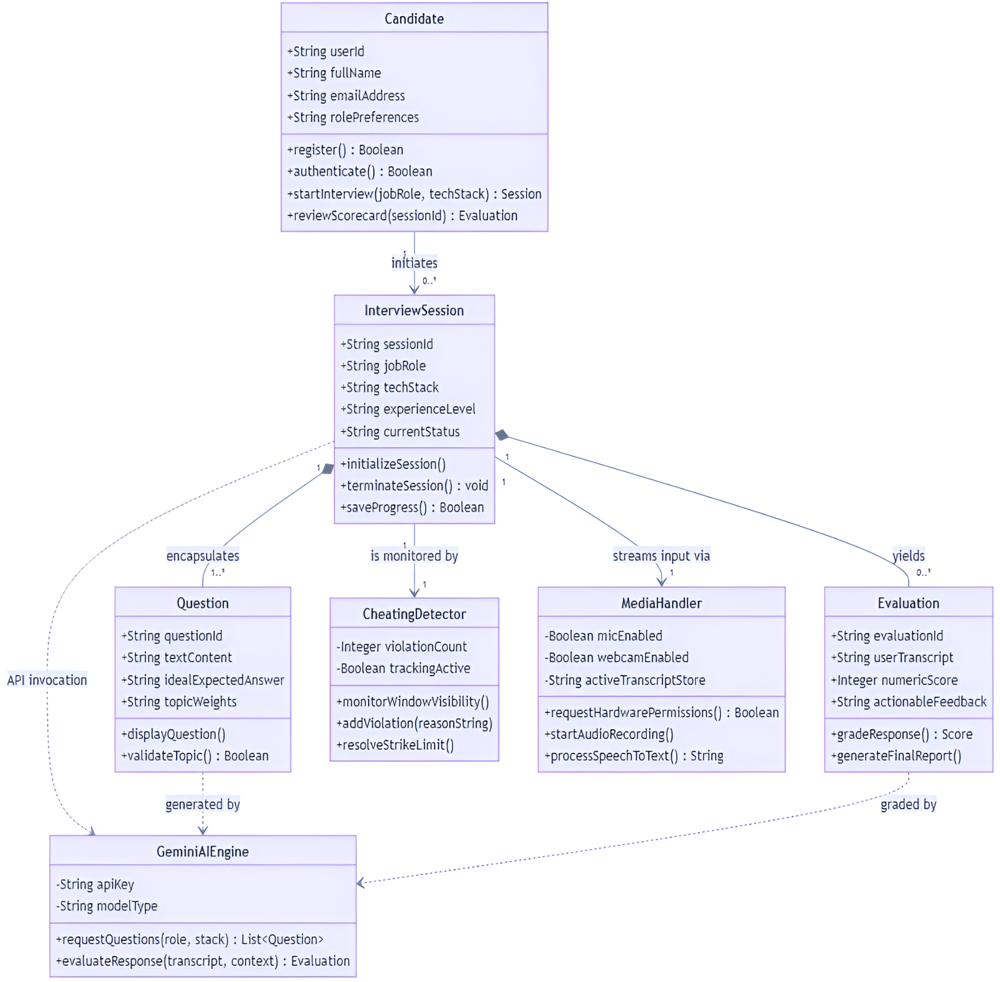 Candidate
+String userId
+String fullName
+String emailAddress
+String rolePreferences
+register() : Boolean
+authenticate() : Boolean
+startInterview(jobRole, techStack) : Session
+reviewScorecard(sessionId) : Evaluation
1
initiates
0..*
InterviewSession
+String sessionId
+String jobRole
+String techStack
+String experienceLevel
+String currentStatus
+initializeSession()
+terminateSession() : void
+saveProgress() : Boolean
1
1
1
1
encapsulates
is monitored by
streams input via
yields
1..*
1
1
0..*
Question
+String questionId
+String textContent
+String idealExpectedAnswer
+String topicWeights
+displayQuestion()
+validateTopic() : Boolean
CheatingDetector
-Integer violationCount
-Boolean trackingActive
+monitorWindowVisibility()
+addViolation(reasonString)
+resolveStrikeLimit()
MediaHandler
-Boolean micEnabled
-Boolean webcamEnabled
-String activeTranscriptStore
+requestHardwarePermissions() : Boolean
+startAudioRecording()
+processSpeechToText() : String
Evaluation
+String evaluationId
+String userTranscript
+Integer numericScore
+String actionableFeedback
+gradeResponse() : Score
+generateFinalReport()
API invocation
generated by
graded by
GeminiAIEngine
-String apiKey
-String modelType
+requestQuestions(role, stack) : List<Question>
+evaluateResponse(transcript, context) : Evaluation